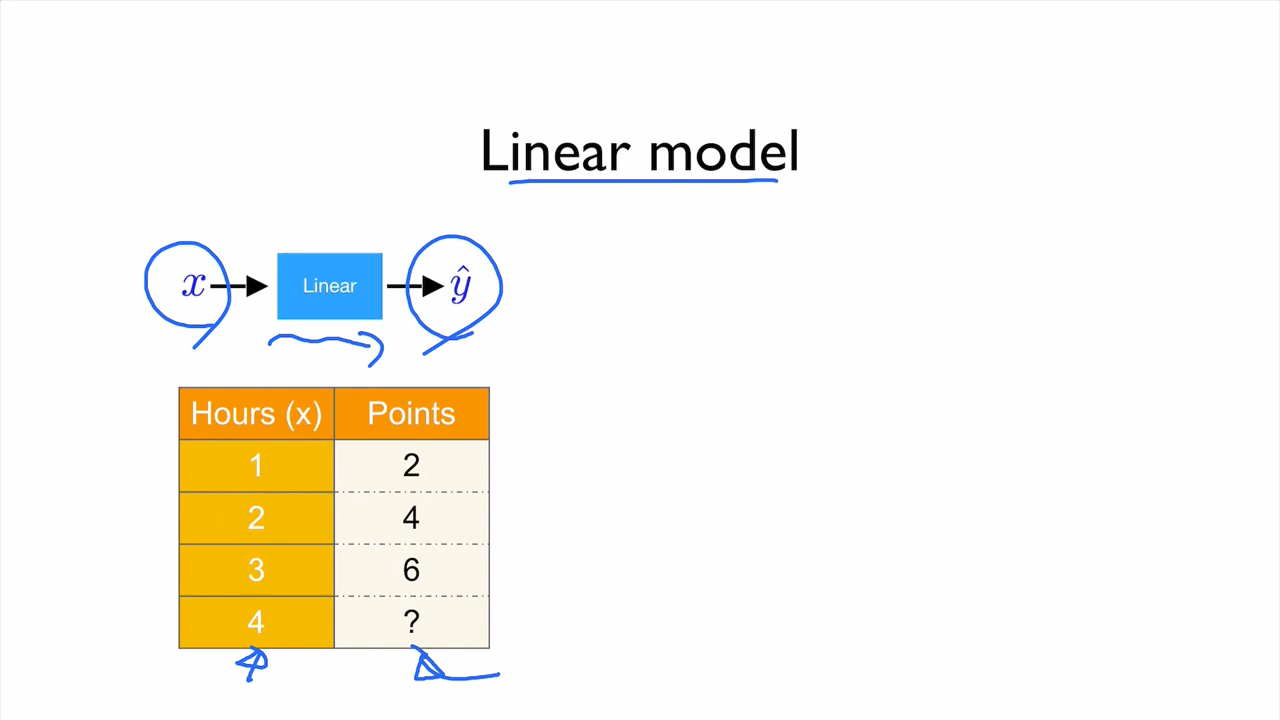 Linear model
x Linear ŷ
Hours (x) Points
1 2
2 4
3 6
4 ?